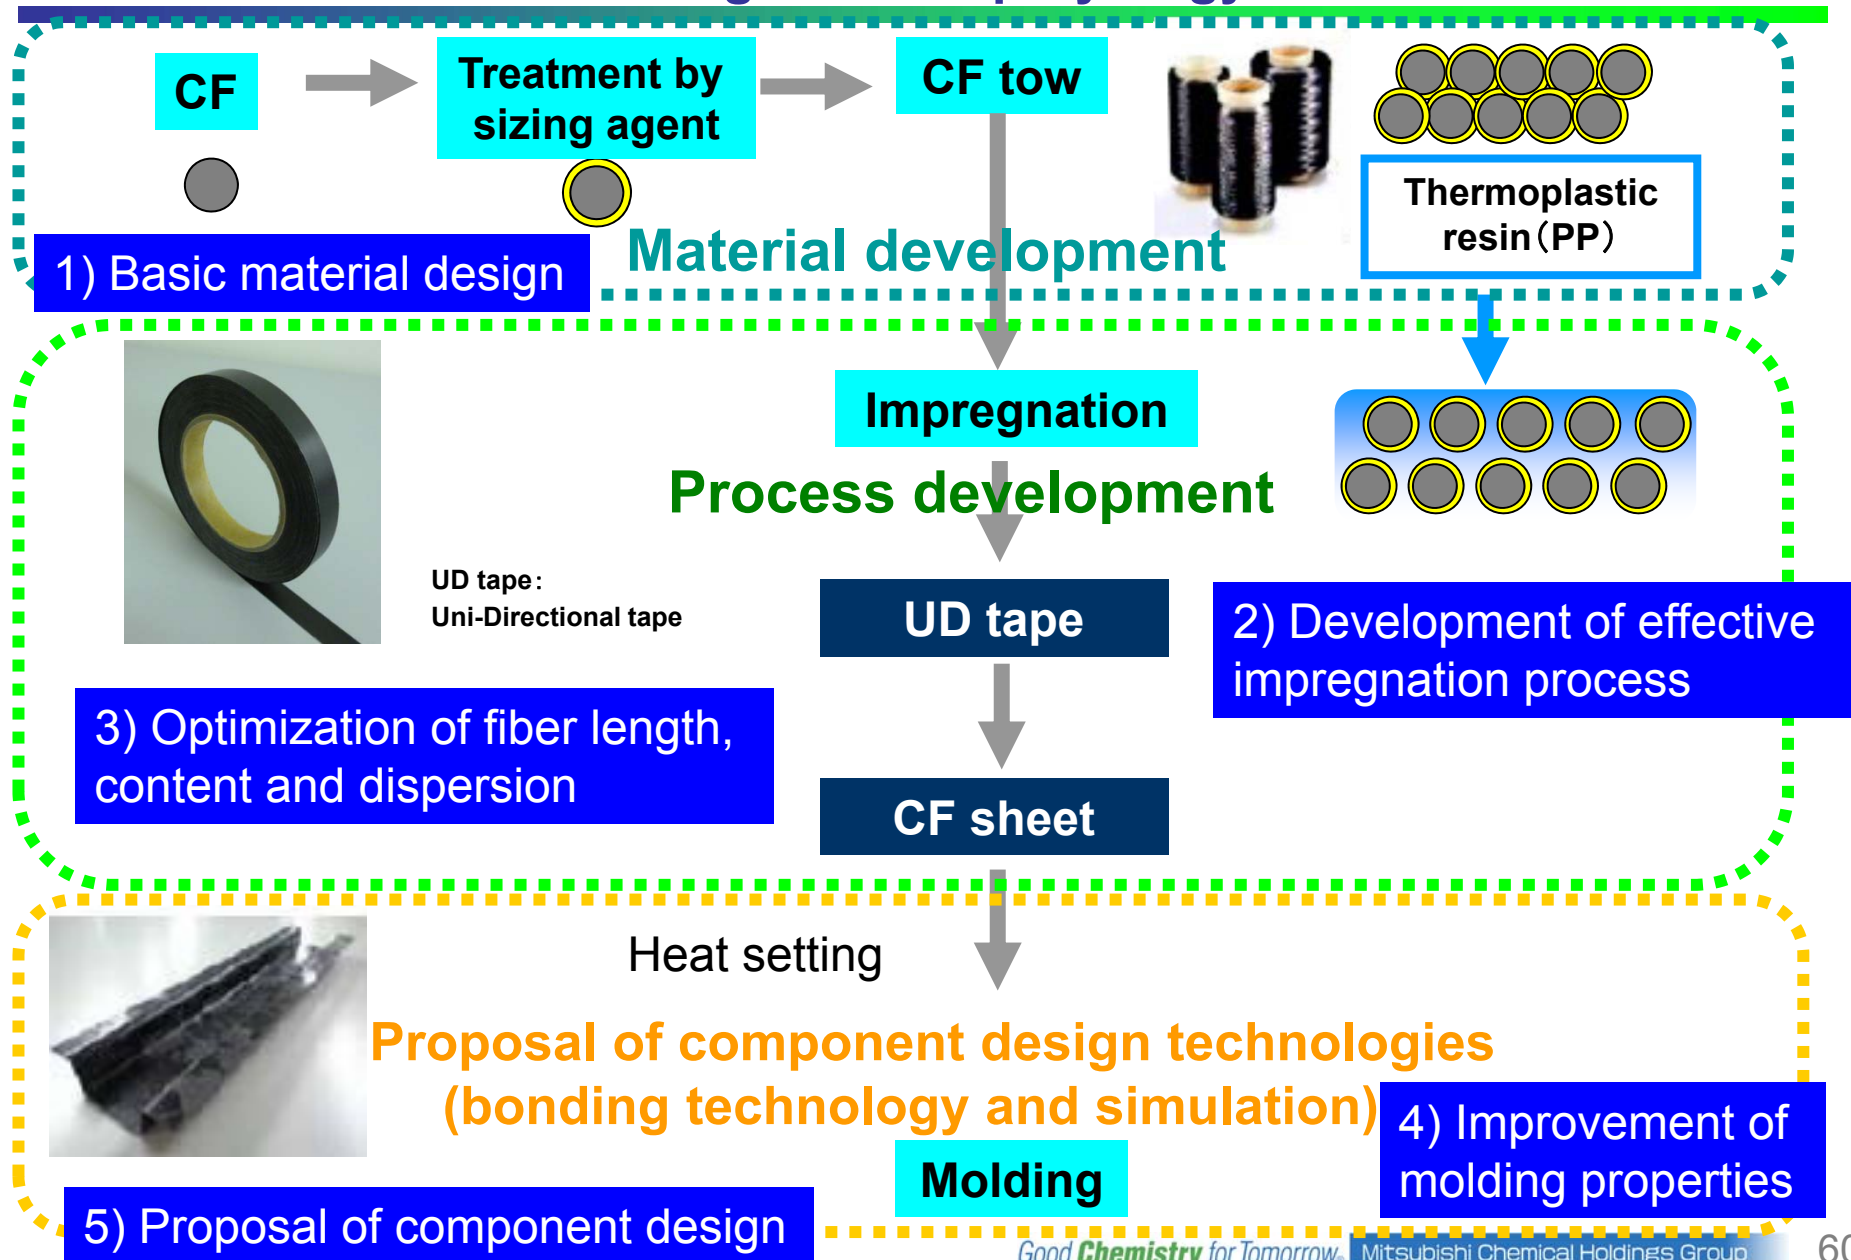 CF
Treatment by
sizing agent
CF tow
Thermoplastic
resin（PP）
Material development
1) Basic material design
Impregnation
Process development
UD tape：
Uni-Directional tape
UD tape
2) Development of effective
impregnation process
3) Optimization of fiber length,
content and dispersion
CF sheet
Heat setting
Proposal of component design technologies
(bonding technology and simulation)
4) Improvement of
molding properties
Molding
5) Proposal of component design
Good Chemistry for Tomorrow
Mitsubishi Chemical Holdings Group
60